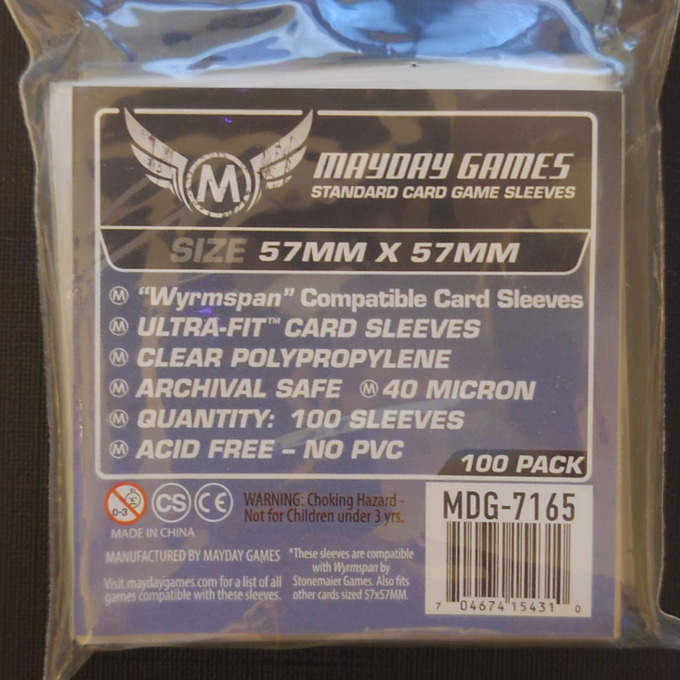 M
MAYDAY GAMES
STANDARD CARD GAME SLEEVES
SIZE 57MM X 57MM
M "Wyrmspan" Compatible Card Sleeves
M ULTRA-FIT™ CARD SLEEVES
M CLEAR POLYPROPYLENE
M ARCHIVAL SAFE M 40 MICRON
M QUANTITY: 100 SLEEVES
M ACID FREE – NO PVC
100 PACK
0-3 CS CE
WARNING: Choking Hazard -
Not for Children under 3 yrs.
MADE IN CHINA
MANUFACTURED BY MAYDAY GAMES
Visit maydaygames.com for a list of all
games compatible with these sleeves.
*These sleeves are compatible
with Wyrmspan by
Stonemaier Games. Also fits
other cards sized 57x57MM.
MDG-7165
7 04674 15431 0